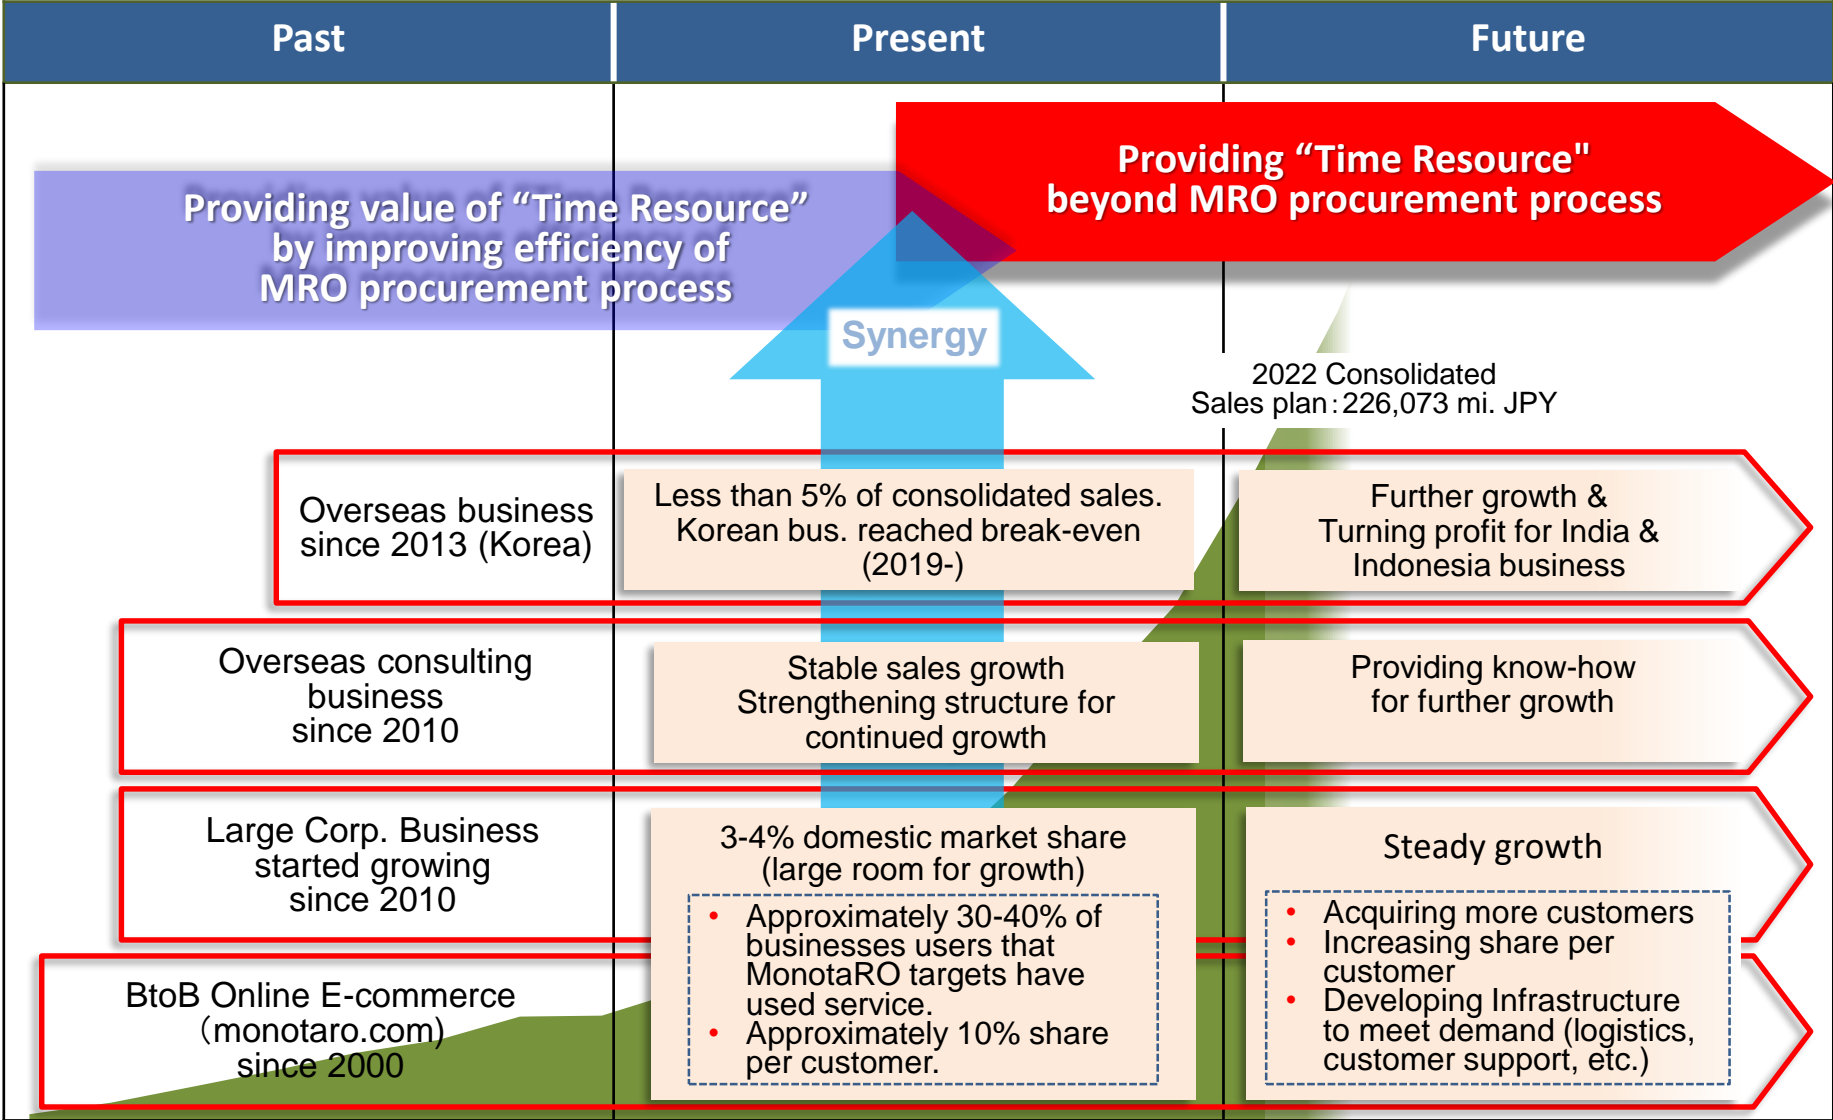 Past
Present
Future
Providing “Time Resource"
beyond MRO procurement process
Providing value of “Time Resource”
by improving efficiency of
MRO procurement process
Synergy
2022 Consolidated
Sales plan：226,073 mi. JPY
Overseas business
since 2013 (Korea)
Less than 5% of consolidated sales.
Korean bus. reached break-even
(2019-)
Further growth &
Turning profit for India &
Indonesia business
Overseas consulting
business
since 2010
Stable sales growth
Strengthening structure for
continued growth
Providing know-how
for further growth
Large Corp. Business
started growing
since 2010
BtoB Online E-commerce
（monotaro.com)
since 2000
3-4% domestic market share
(large room for growth)
• Approximately 30-40% of
businesses users that
MonotaRO targets have
used service.
• Approximately 10% share
per customer.
Steady growth
• Acquiring more customers
• Increasing share per
customer
• Developing Infrastructure
to meet demand (logistics,
customer support, etc.)